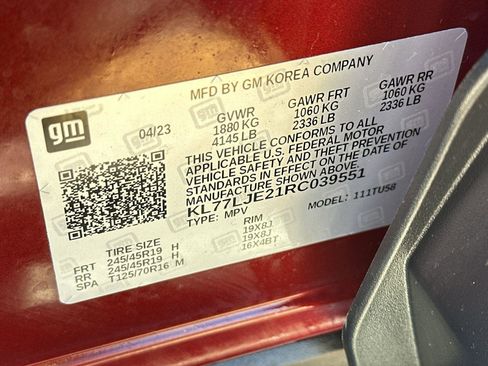 MFD BY GM KOREA COMPANY
gm
04/23
GVWR GAWR FRT GAWR RR
1880 KG 1060 KG 1060 KG
4145 LB 2336 LB 2336 LB
THIS VEHICLE CONFORMS TO ALL
APPLICABLE U.S. FEDERAL MOTOR
VEHICLE SAFETY AND THEFT PREVENTION
STANDARDS IN EFFECT ON THE DATE OF
MANUFACTURE SHOWN ABOVE.
KL77LJE21RC039551
TYPE: MPV MODEL: 111TU58
TIRE SIZE RIM
FRT 245/45R19 H 19X8J
RR 245/45R19 H 19X8J
SPA T125/70R16 M 16X4BT